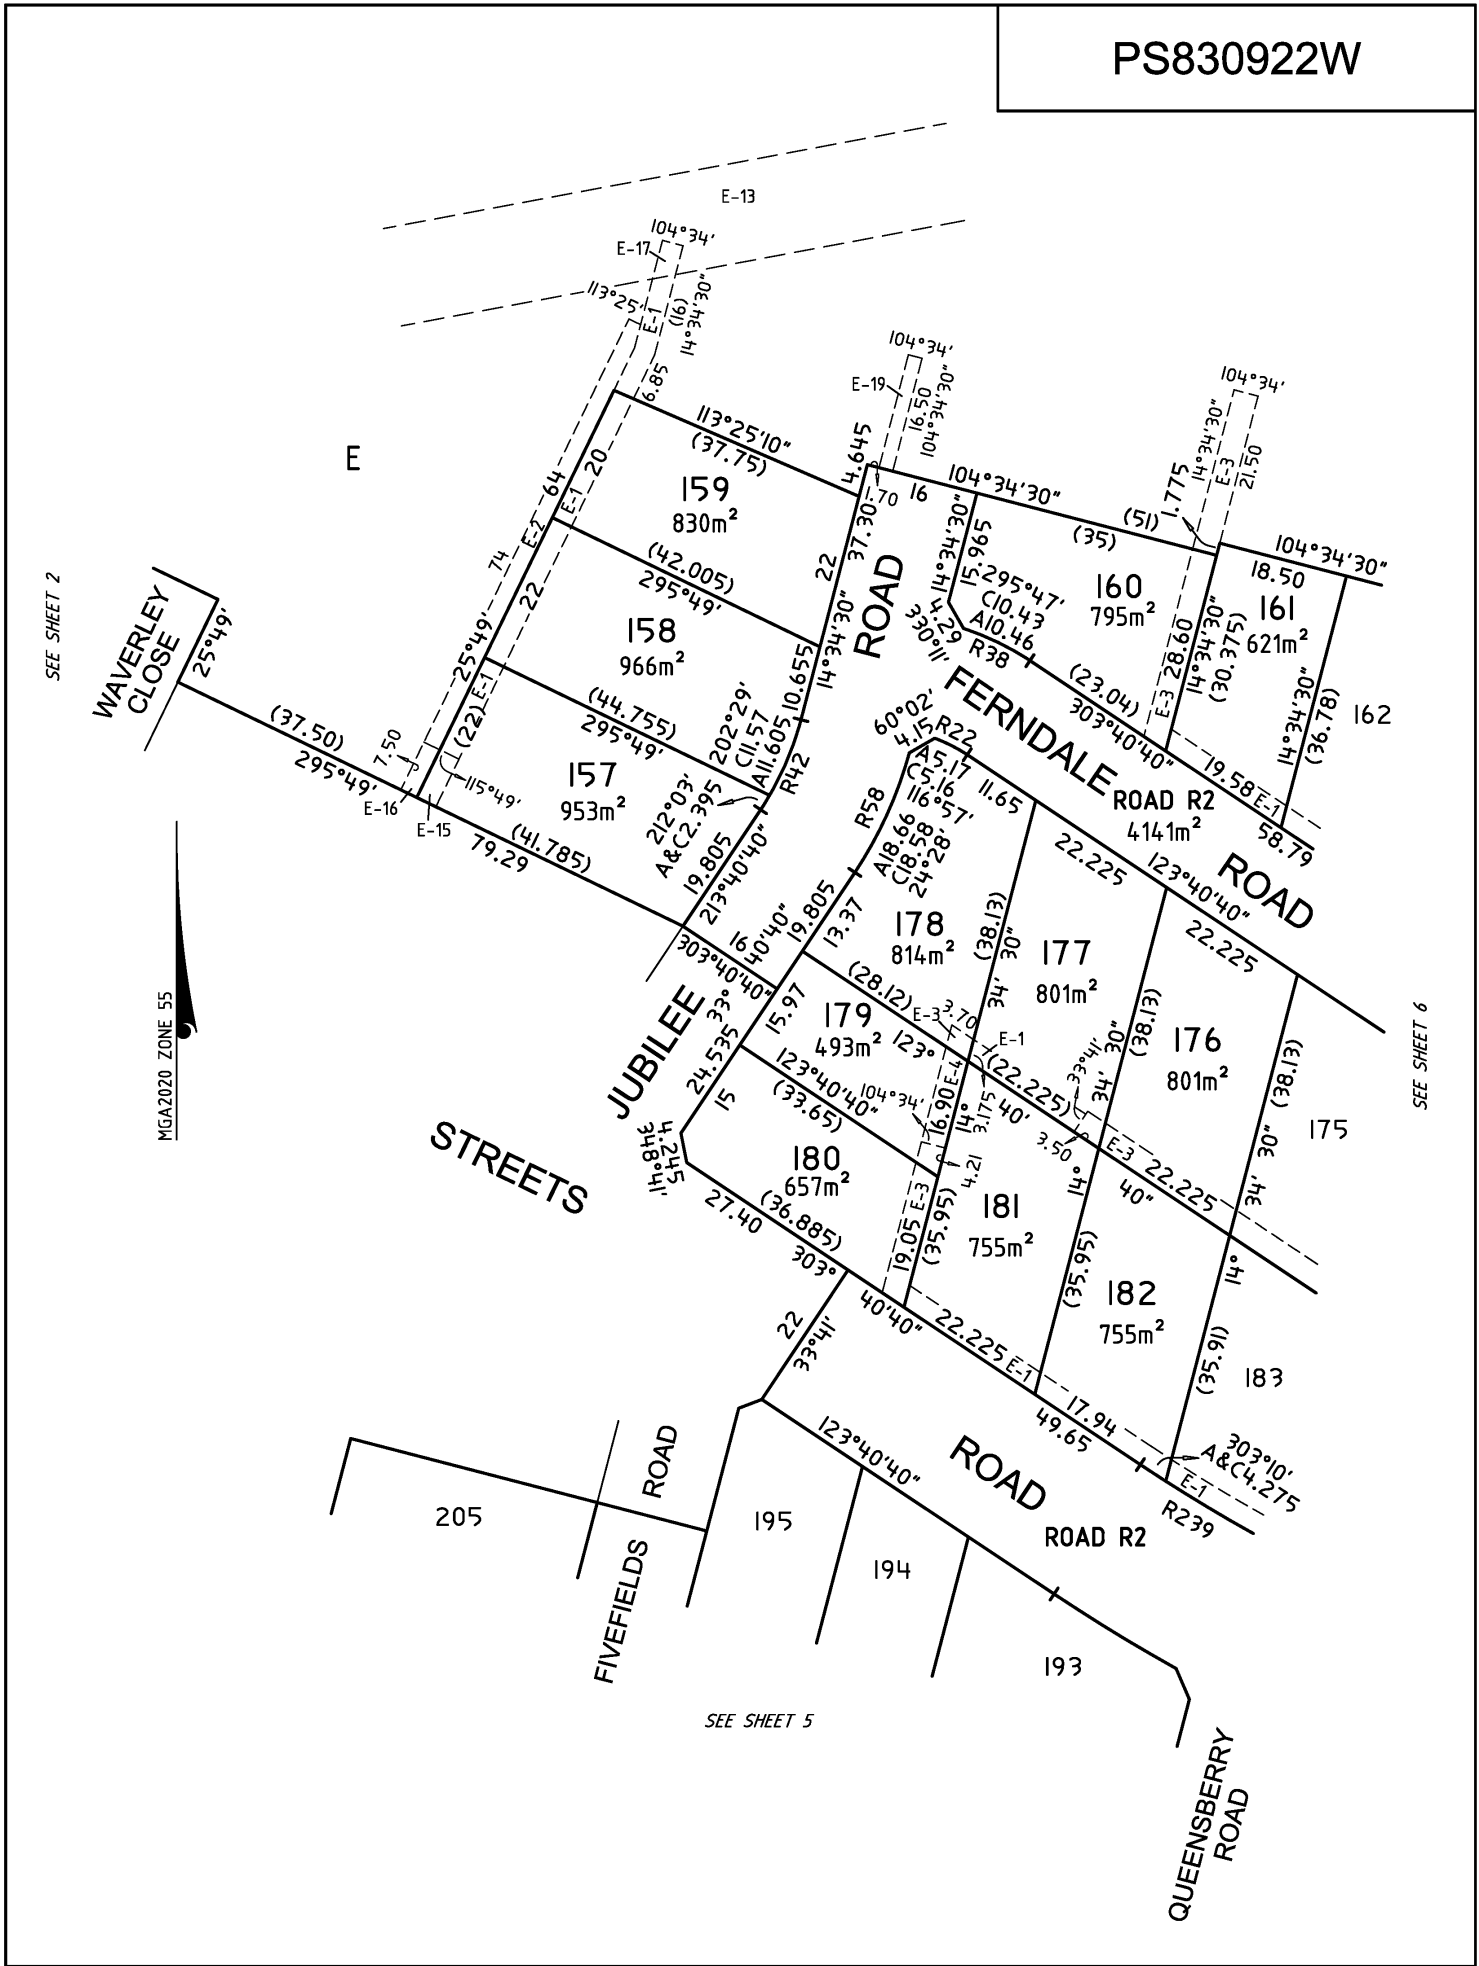 PS830922W
E-13
104°34'
E-17
113°25'
E-1
(16)
14°34'30"
6.85
104°34'
E-19
16.50
104°34'30"
104°34'
14°34'30"
E-3
21.50
1.775
E
113°25'10"
(37.75)
4.645
1.70
16
104°34'30"
(51)
(35)
104°34'30"
18.50
159
830m²
20
64
E-1
E-2
74
22
(42.005)
295°49'
158
966m²
22
37.30
14°34'30"
10.655
ROAD
14°34'30"
15.965
295°47'
C10.43
A10.46
4.29
330°11'
R38
160
795m²
161
621m²
28.60
14°34'30"
(30.375)
E-3
(23.04)
303°40'40"
14°34'30"
(36.78)
162
SEE SHEET 2
WAVERLEY
CLOSE
25°49'
25°49'
E-1
(22)
(37.50)
295°49'
7.50
E-16
E-15
115°49'
(44.755)
295°49'
157
953m²
(41.785)
79.29
202°29'
C11.57
A11.605
R42
212°03'
A&C2.395
19.805
213°40'40"
60°02'
4.15
R22
A5.17
C5.16
116°57'
R58
A18.66
C18.58
24°28'
FERNDALE
ROAD
ROAD R2
4141m²
19.58
E-1
58.79
11.65
22.225
123°40'40"
22.225
19.805
13.37
16
303°40'40"
33°
40'40"
178
814m²
(38.13)
30"
34'
14°
177
801m²
(38.13)
30"
34'
14°
176
801m²
(38.13)
30"
34'
14°
175
SEE SHEET 6
MGA2020 ZONE 55
JUBILEE
STREETS
24.535
15.97
15
(28.12)
123°
40'
40"
179
493m²
E-3
3.70
E-1
(22.225)
33°41'
3.50
E-3
22.225
123°40'40"
(33.65)
104°34'
16.90
E-4
3.175
4.21
4.245
348°41'
180
657m²
27.40
(36.885)
303°
40'40"
19.05
E-3
(35.95)
181
755m²
(35.95)
182
755m²
(35.91)
183
22
33°41'
22.225
E-1
17.94
49.65
303°10'
A&C4.275
E-1
R239
123°40'40"
ROAD
ROAD R2
205
ROAD
FIVEFIELDS
195
194
193
SEE SHEET 5
QUEENSBERRY
ROAD